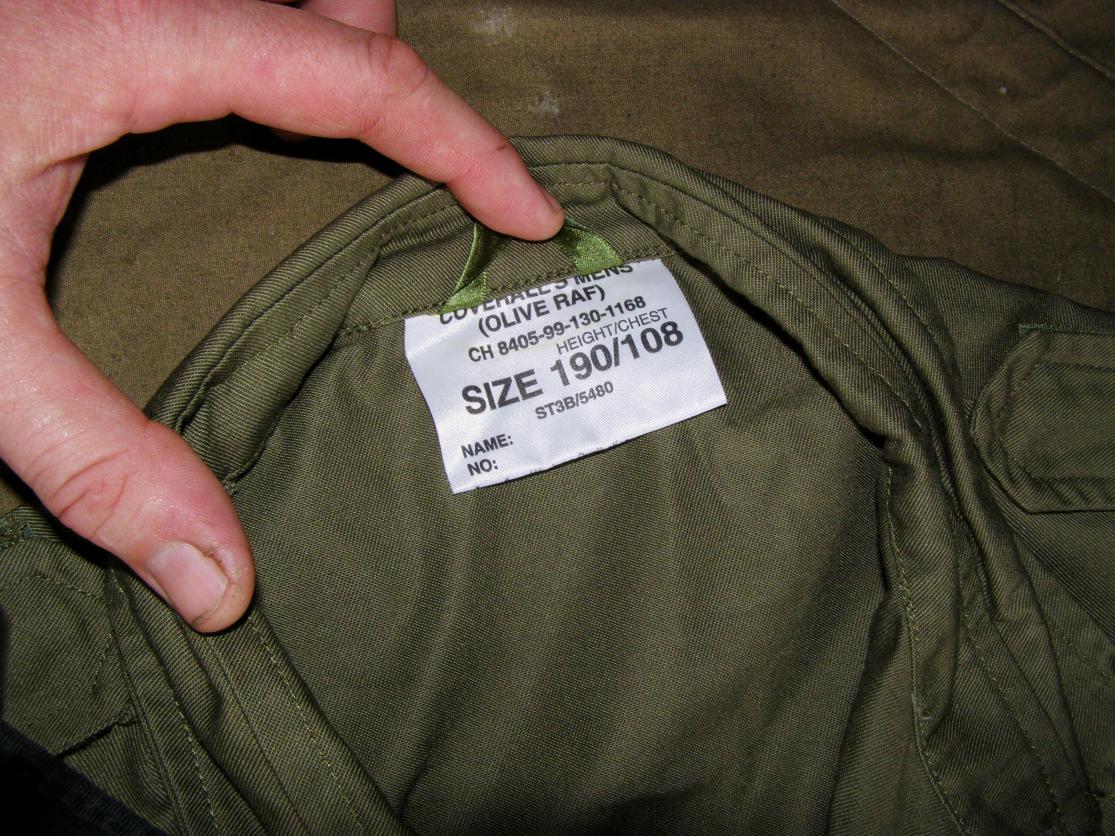 COVERALL'S MENS
(OLIVE RAF)
CH 8405-99-130-1168
HEIGHT/CHEST
SIZE 190/108
ST3B/5480
NAME:
NO: